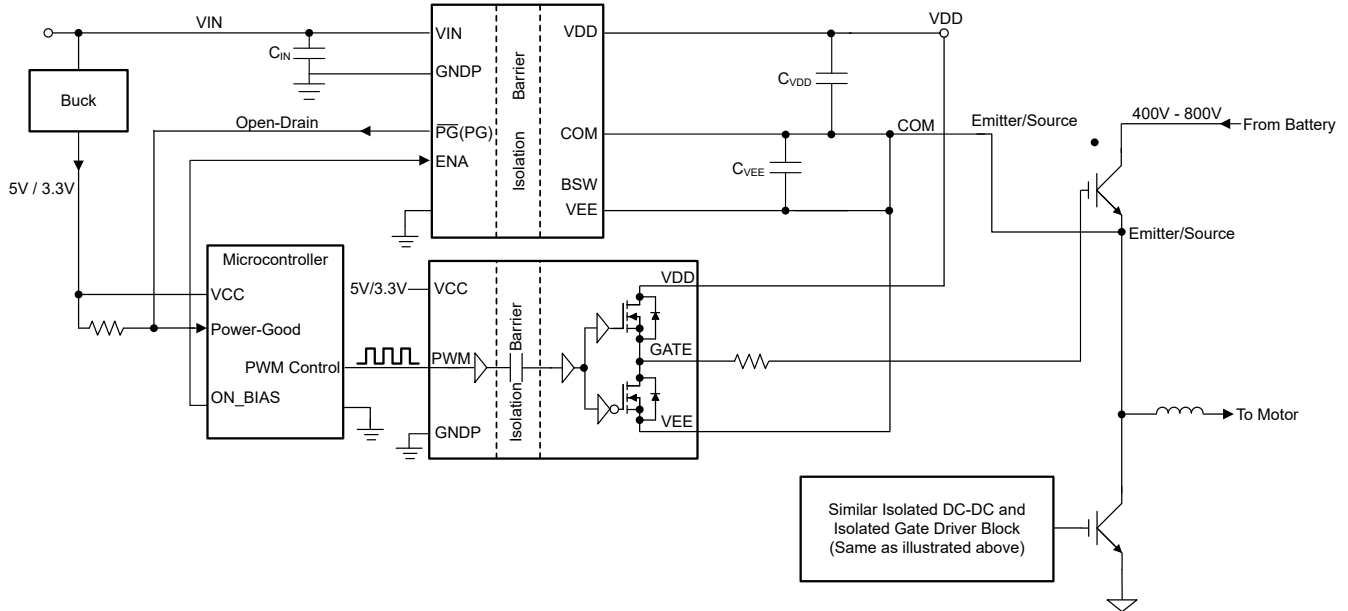 VIN
VDD
VIN
VDD
C_IN
GNDP
Barrier
C_VDD
Buck
Open-Drain
P̅G̅(PG)
COM
COM
Emitter/Source
400V - 800V
From Battery
ENA
Isolation
C_VEE
BSW
5V / 3.3V
VEE
Emitter/Source
Microcontroller
5V/3.3V
VCC
VDD
VCC
Power-Good
Barrier
PWM
GATE
PWM Control
ON_BIAS
Isolation
VEE
GNDP
To Motor
Similar Isolated DC-DC and
Isolated Gate Driver Block
(Same as illustrated above)